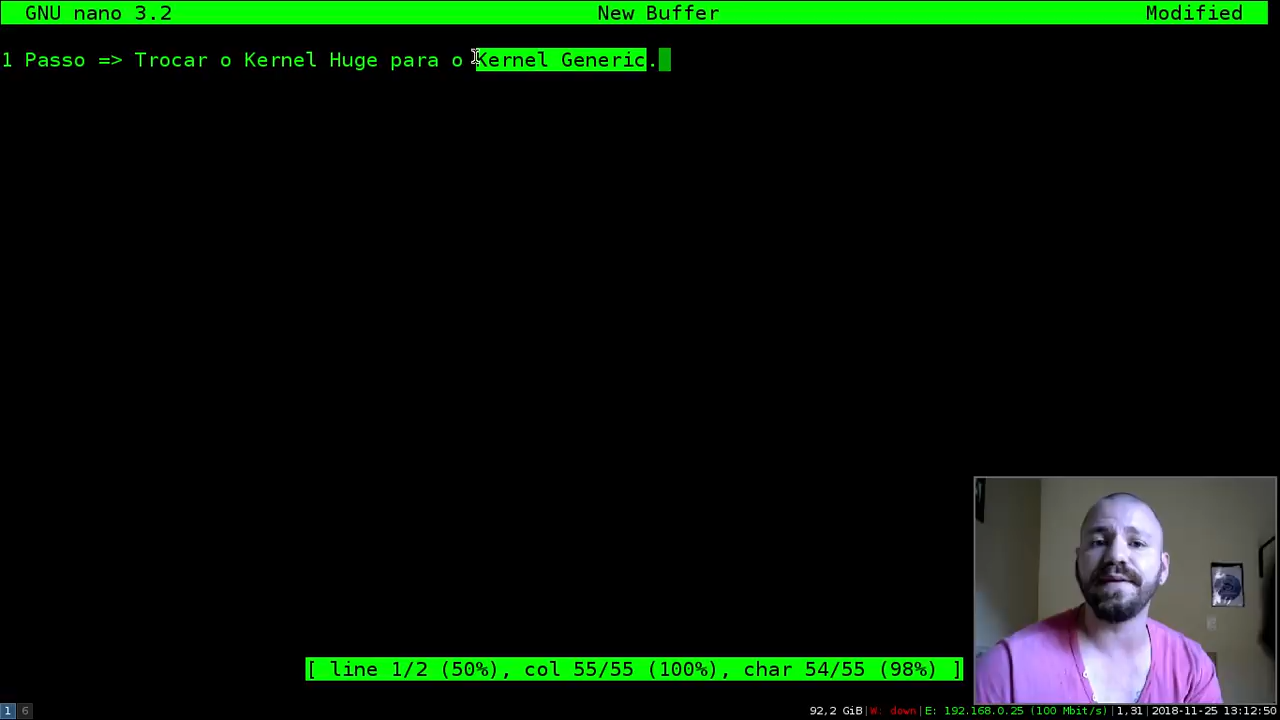 GNU nano 3.2 New Buffer Modified
1 Passo => Trocar o Kernel Huge para o Kernel Generic.
[ line 1/2 (50%), col 55/55 (100%), char 54/55 (98%) ]
1 6 92,2 GiB|W: down|E: 192.168.0.25 (100 Mbit/s)|1,31|2018-11-25 13:12:50